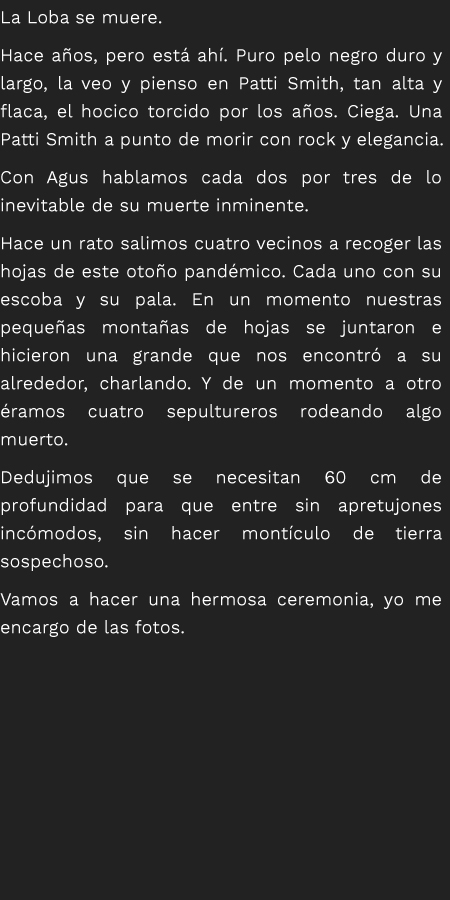 La Loba se muere.
Hace años, pero está ahí. Puro pelo negro duro y
largo, la veo y pienso en Patti Smith, tan alta y
flaca, el hocico torcido por los años. Ciega. Una
Patti Smith a punto de morir con rock y elegancia.
Con Agus hablamos cada dos por tres de lo
inevitable de su muerte inminente.
Hace un rato salimos cuatro vecinos a recoger las
hojas de este otoño pandémico. Cada uno con su
escoba y su pala. En un momento nuestras
pequeñas montañas de hojas se juntaron e
hicieron una grande que nos encontró a su
alrededor, charlando. Y de un momento a otro
éramos cuatro sepultureros rodeando algo
muerto.
Dedujimos que se necesitan 60 cm de
profundidad para que entre sin apretujones
incómodos, sin hacer montículo de tierra
sospechoso.
Vamos a hacer una hermosa ceremonia, yo me
encargo de las fotos.